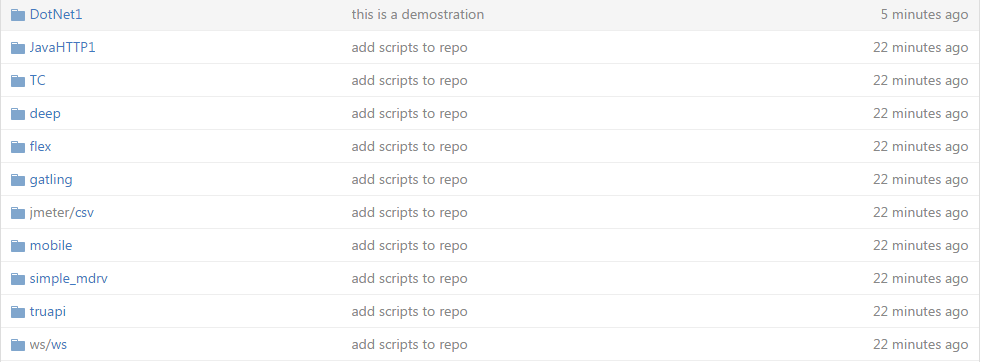 DotNet1 this is a demostration 5 minutes ago
JavaHTTP1 add scripts to repo 22 minutes ago
TC add scripts to repo 22 minutes ago
deep add scripts to repo 22 minutes ago
flex add scripts to repo 22 minutes ago
gatling add scripts to repo 22 minutes ago
jmeter/csv add scripts to repo 22 minutes ago
mobile add scripts to repo 22 minutes ago
simple_mdrv add scripts to repo 22 minutes ago
truapi add scripts to repo 22 minutes ago
ws/ws add scripts to repo 22 minutes ago